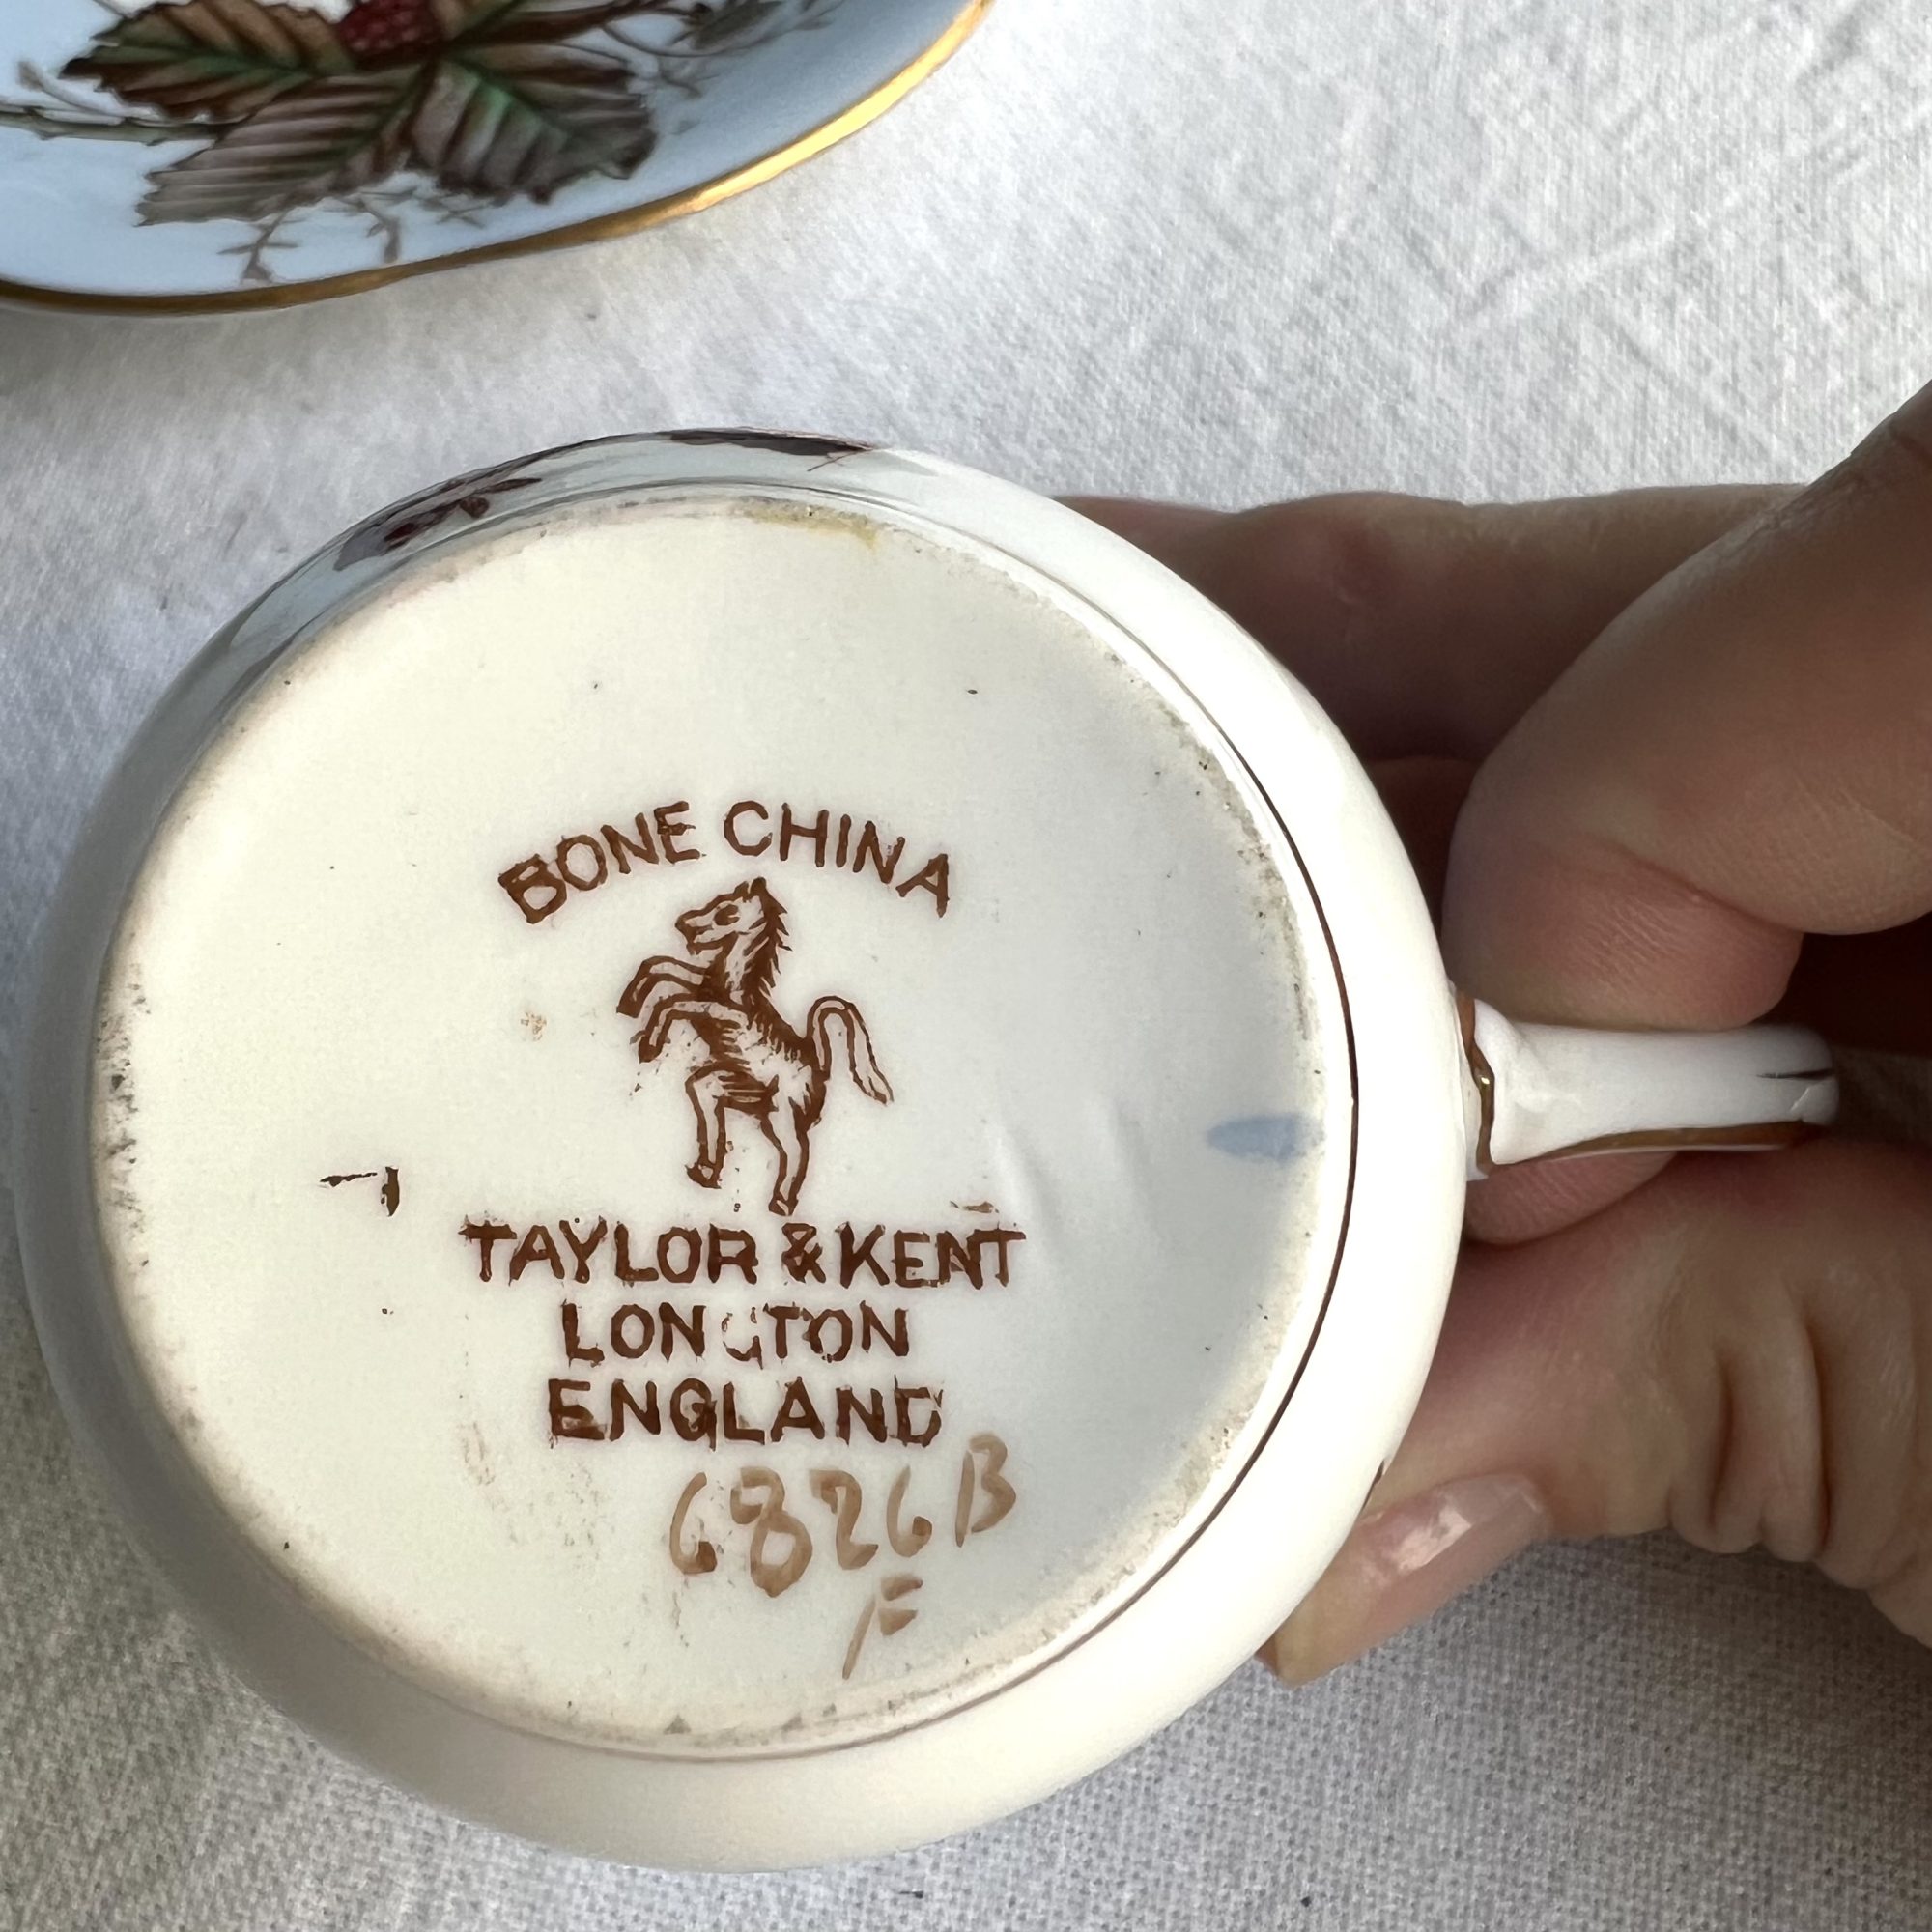 BONE CHINA
TAYLOR & KENT
LONGTON
ENGLAND
6826B
F